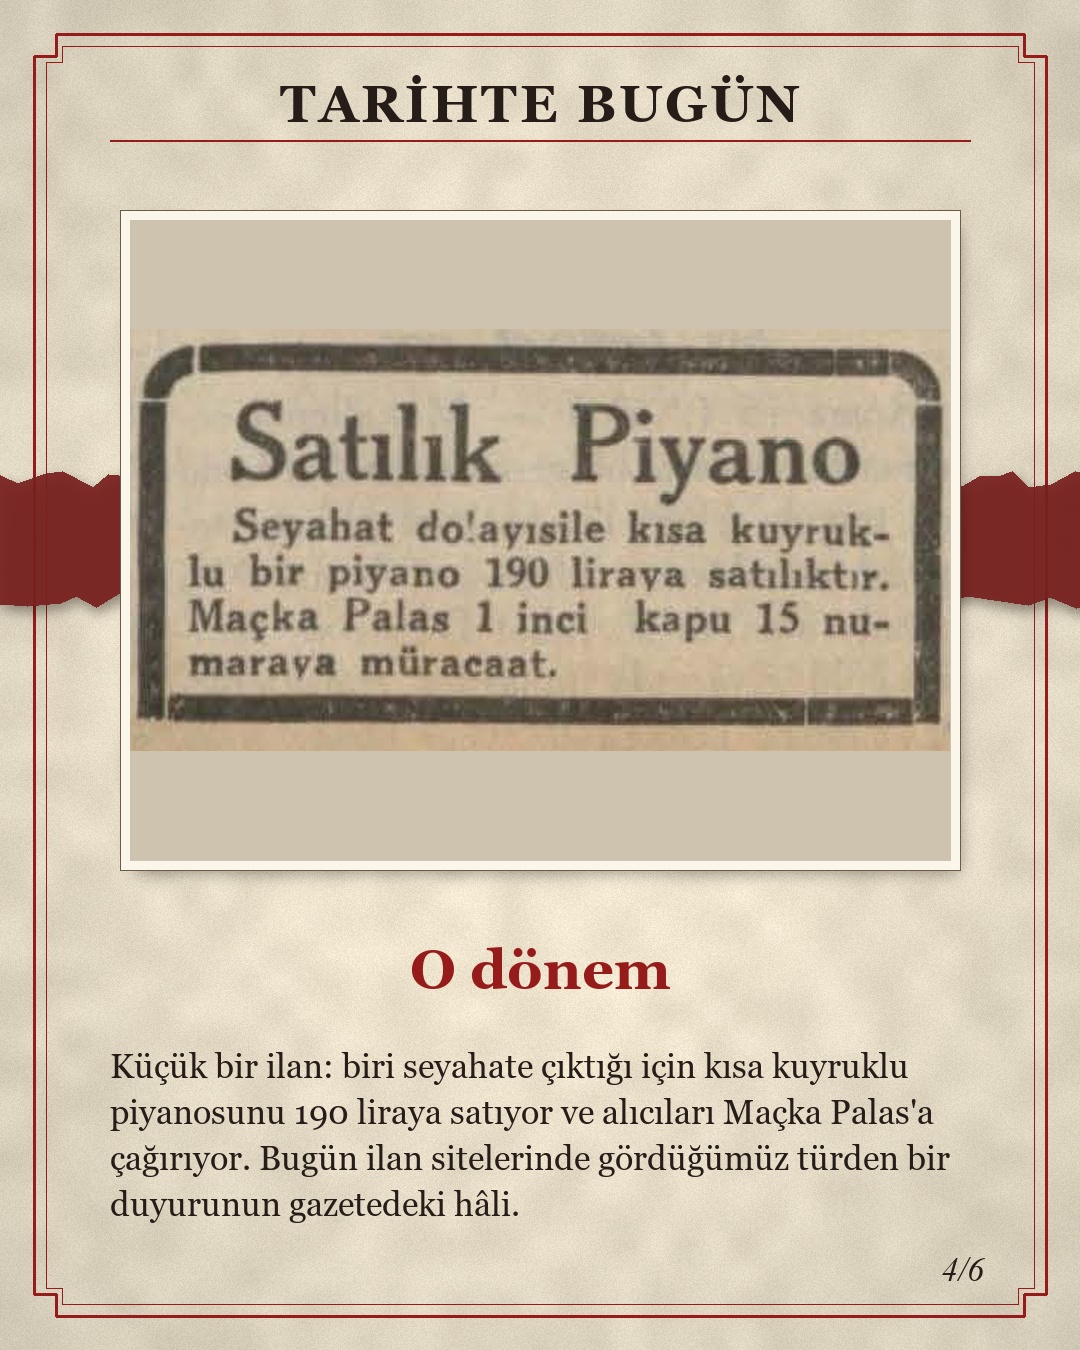 TARİHTE BUGÜN
Satılık Piyano
Seyahat do!ayısile kısa kuyruk-
lu bir piyano 190 liraya satılıktır.
Maçka Palas 1 inci kapu 15 nu-
maraya müracaat.
O dönem
Küçük bir ilan: biri seyahate çıktığı için kısa kuyruklu
piyanosunu 190 liraya satıyor ve alıcıları Maçka Palas'a
çağırıyor. Bugün ilan sitelerinde gördüğümüz türden bir
duyurunun gazetedeki hâli.
4/6